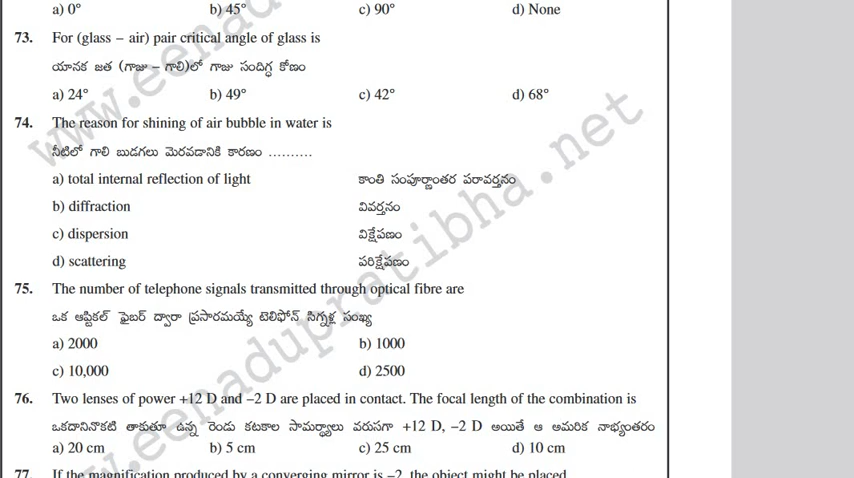 a) 0° b) 45° c) 90° d) None
73. For (glass – air) pair critical angle of glass is
యానక జత (గాజు – గాలి)లో గాజు సందిగ్ధ కోణం
a) 24° b) 49° c) 42° d) 68°
74. The reason for shining of air bubble in water is
నీటిలో గాలి బుడగలు మెరవడానికి కారణం ..........
a) total internal reflection of light కాంతి సంపూర్ణాంతర పరావర్తనం
b) diffraction వివర్తనం
c) dispersion విక్షేపణం
d) scattering పరిక్షేపణం
75. The number of telephone signals transmitted through optical fibre are
ఒక ఆప్టికల్ ఫైబర్ ద్వారా ప్రసారమయ్యే టెలిఫోన్ సిగ్నళ్ల సంఖ్య
a) 2000 b) 1000
c) 10,000 d) 2500
76. Two lenses of power +12 D and –2 D are placed in contact. The focal length of the combination is
ఒకదానినొకటి తాకుతూ ఉన్న రెండు కటకాల సామర్థ్యాలు వరుసగా +12 D, –2 D అయితే ఆ అమరిక నాభ్యంతరం
a) 20 cm b) 5 cm c) 25 cm d) 10 cm
77. If the magnification produced by a converging mirror is –2, the object might be placed
www.eenadupratibha.net